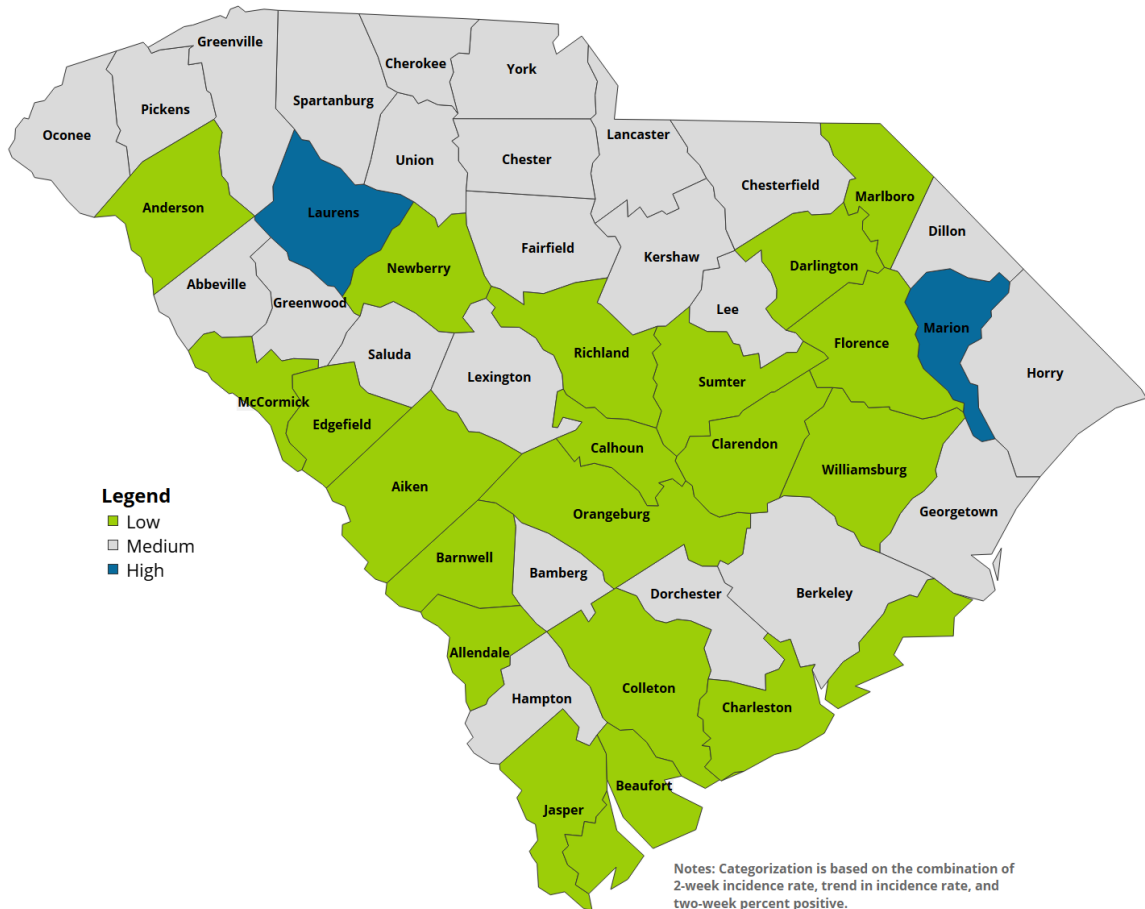 Greenville
Cherokee
York
Pickens
Spartanburg
Oconee
Lancaster
Union
Chester
Chesterfield
Marlboro
Anderson
Laurens
Dillon
Fairfield
Kershaw
Darlington
Newberry
Abbeville
Greenwood
Lee
Marion
Florence
Richland
Saluda
Horry
Lexington
Sumter
McCormick
Edgefield
Clarendon
Calhoun
Williamsburg
Aiken
Legend
Low
Medium
High
Orangeburg
Georgetown
Barnwell
Bamberg
Dorchester
Berkeley
Allendale
Colleton
Hampton
Charleston
Beaufort
Jasper
Notes: Categorization is based on the combination of
2-week incidence rate, trend in incidence rate, and
two-week percent positive.